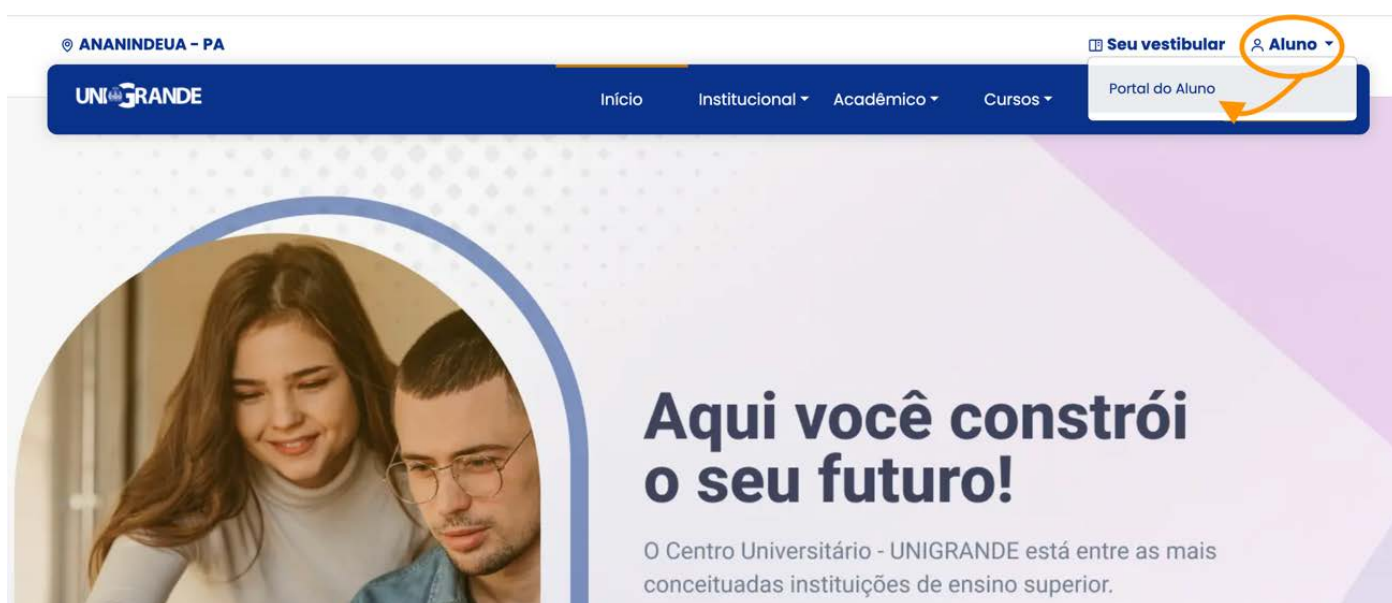 ANANINDEUA - PA
Seu vestibular
Aluno
UNIGRANDE
Início
Institucional
Acadêmico
Cursos
Portal do Aluno
Aqui você constrói
o seu futuro!
O Centro Universitário - UNIGRANDE está entre as mais
conceituadas instituições de ensino superior.